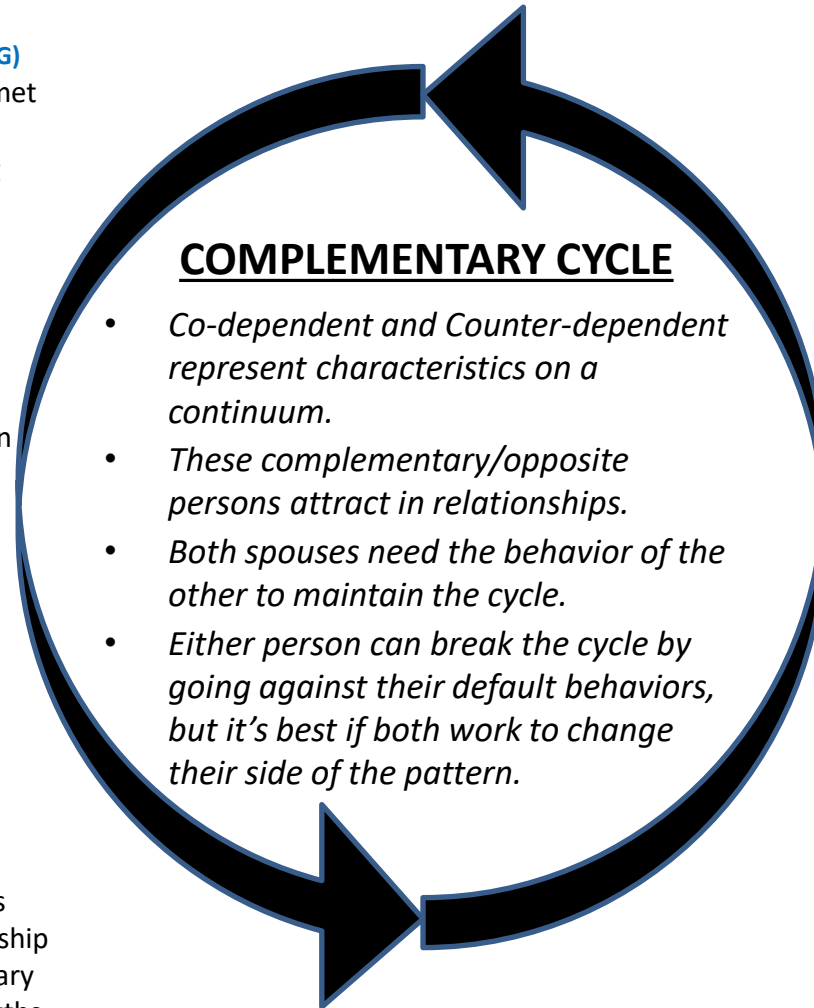 G)
net
COMPLEMENTARY CYCLE
• Co-dependent and Counter-dependent
represent characteristics on a
continuum.
• These complementary/opposite
persons attract in relationships.
• Both spouses need the behavior of the
other to maintain the cycle.
• Either person can break the cycle by
going against their default behaviors,
but it’s best if both work to change
their side of the pattern.
n
s
ship
ary